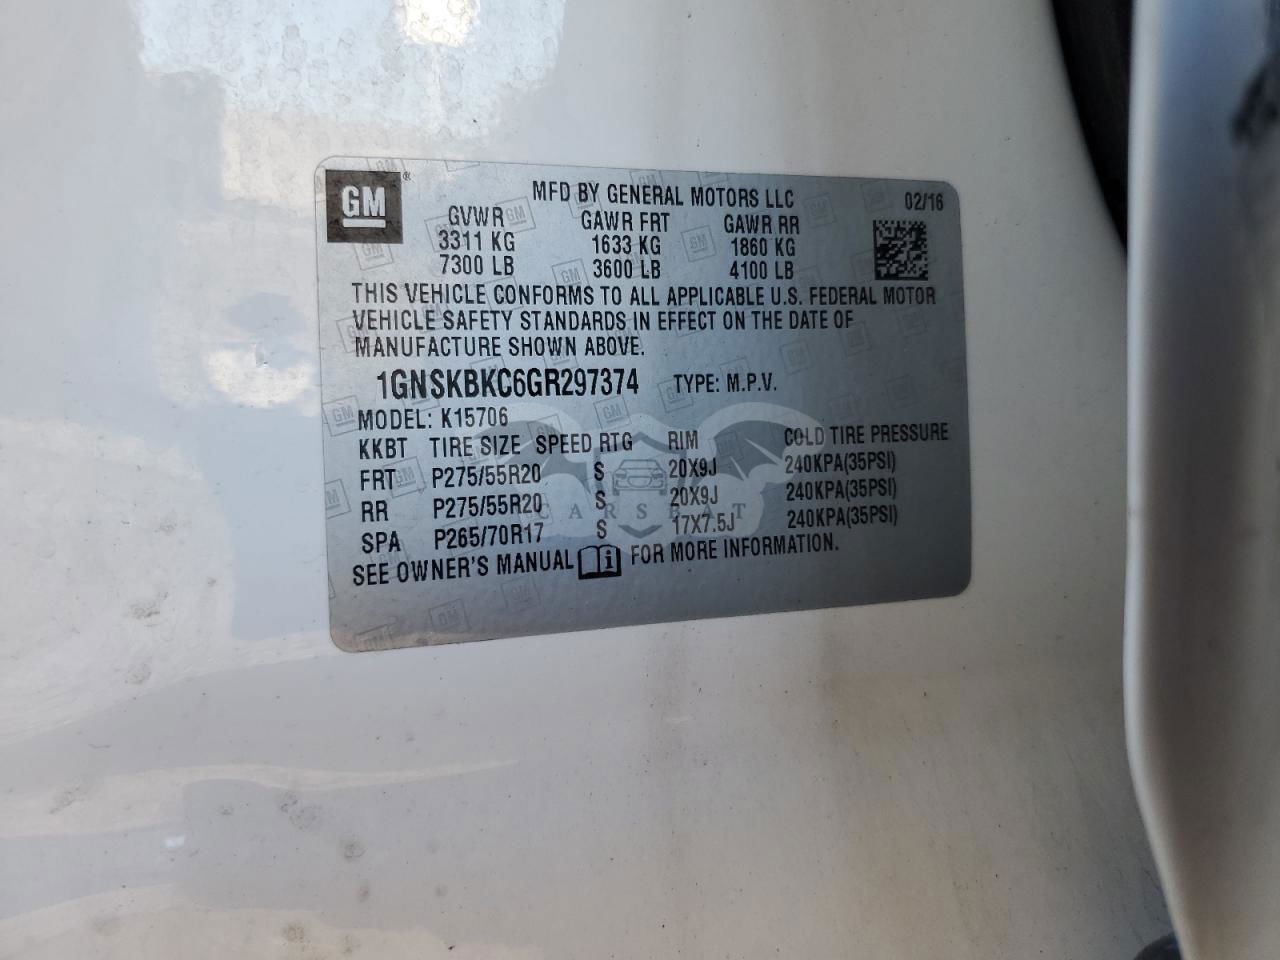 GM®
MFD BY GENERAL MOTORS LLC 02/16
GVWR GAWR FRT GAWR RR
3311 KG 1633 KG 1860 KG
7300 LB 3600 LB 4100 LB
THIS VEHICLE CONFORMS TO ALL APPLICABLE U.S. FEDERAL MOTOR
VEHICLE SAFETY STANDARDS IN EFFECT ON THE DATE OF
MANUFACTURE SHOWN ABOVE.
1GNSKBKC6GR297374 TYPE: M.P.V.
MODEL: K15706
KKBT TIRE SIZE SPEED RTG RIM COLD TIRE PRESSURE
FRT P275/55R20 S 20X9J 240KPA(35PSI)
RR P275/55R20 S 20X9J 240KPA(35PSI)
SPA P265/70R17 S 17X7.5J 240KPA(35PSI)
SEE OWNER'S MANUAL i FOR MORE INFORMATION.
CARSBAT